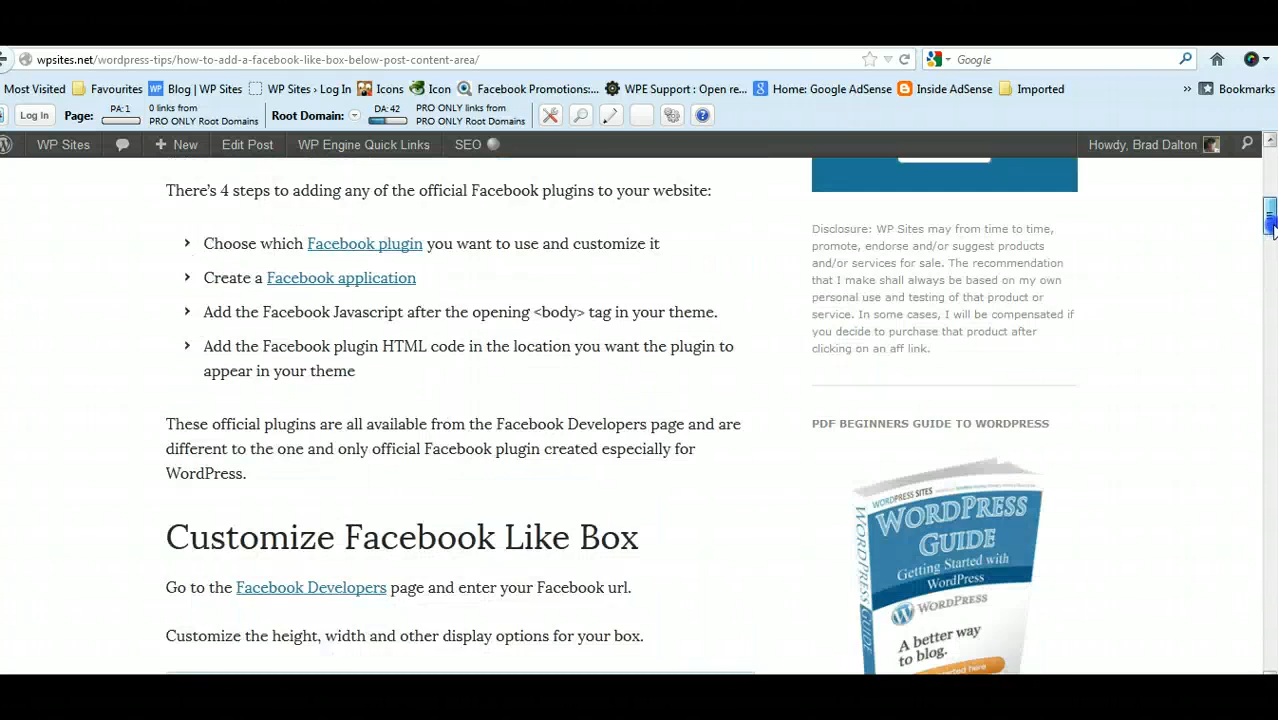 wpsites.net/wordpress-tips/how-to-add-a-facebook-like-box-below-post-content-area/
Google
Most Visited Favourites Blog | WP Sites WP Sites › Log In Icons Icon Facebook Promotions:... WPE Support : Open re... Home: Google AdSense Inside AdSense Imported » Bookmarks
Log In Page: PA: 1 0 links from PRO ONLY Root Domains Root Domain: DA: 42 PRO ONLY links from PRO ONLY Root Domains
WP Sites + New Edit Post WP Engine Quick Links SEO Howdy, Brad Dalton
There's 4 steps to adding any of the official Facebook plugins to your website:
Choose which Facebook plugin you want to use and customize it
Create a Facebook application
Add the Facebook Javascript after the opening <body> tag in your theme.
Add the Facebook plugin HTML code in the location you want the plugin to
appear in your theme
These official plugins are all available from the Facebook Developers page and are
different to the one and only official Facebook plugin created especially for
WordPress.
Customize Facebook Like Box
Go to the Facebook Developers page and enter your Facebook url.
Customize the height, width and other display options for your box.
Disclosure: WP Sites may from time to time,
promote, endorse and/or suggest products
and/or services for sale. The recommendation
that I make shall always be based on my own
personal use and testing of that product or
service. In some cases, I will be compensated if
you decide to purchase that product after
clicking on an aff link.
PDF BEGINNERS GUIDE TO WORDPRESS
WORDPRESS SITES
WORDPRESS
GUIDE
Getting Started with
WordPress
WORDPRESS
A better way
to blog.
WORDPRESS GUIDE